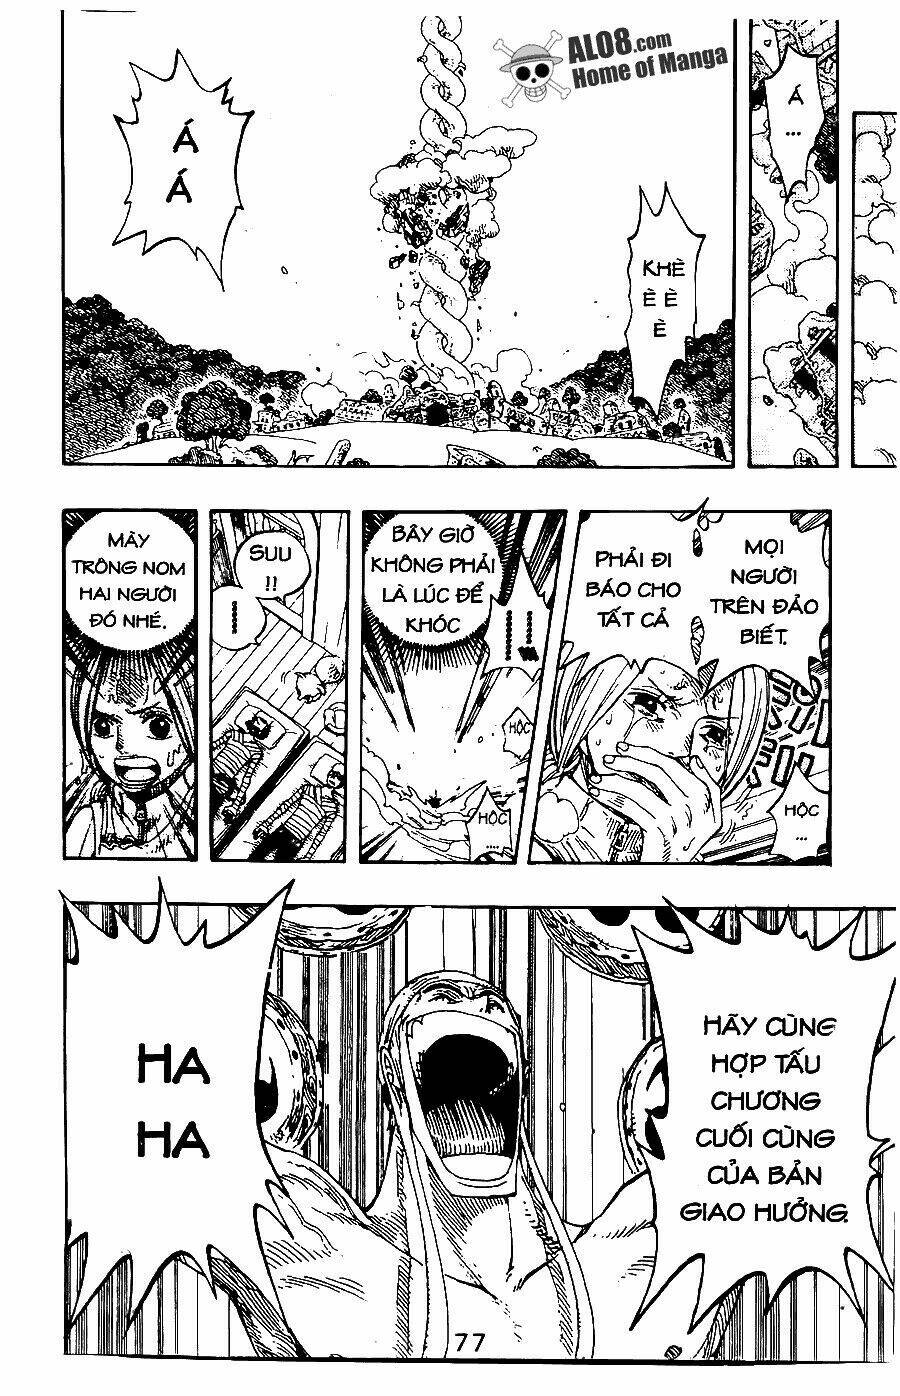 AL08.com
Home of Manga
Á
...
KHÈ
È È
È
Á
Á
MỌI
NGƯỜI
TRÊN ĐẢO
BIẾT.
PHẢI ĐI
BÁO CHO
TẤT CẢ
HỘC
...
BÂY GIỜ
KHÔNG PHẢI
LÀ LÚC ĐỂ
KHÓC
HỘC
HỘC
....
SUU
!!
MÀY
TRÔNG NOM
HAI NGƯỜI
ĐÓ NHÉ.
HÃY CÙNG
HỢP TẤU
CHƯƠNG
CUỐI CÙNG
CỦA BẢN
GIAO HƯỞNG.
HA
HA
77